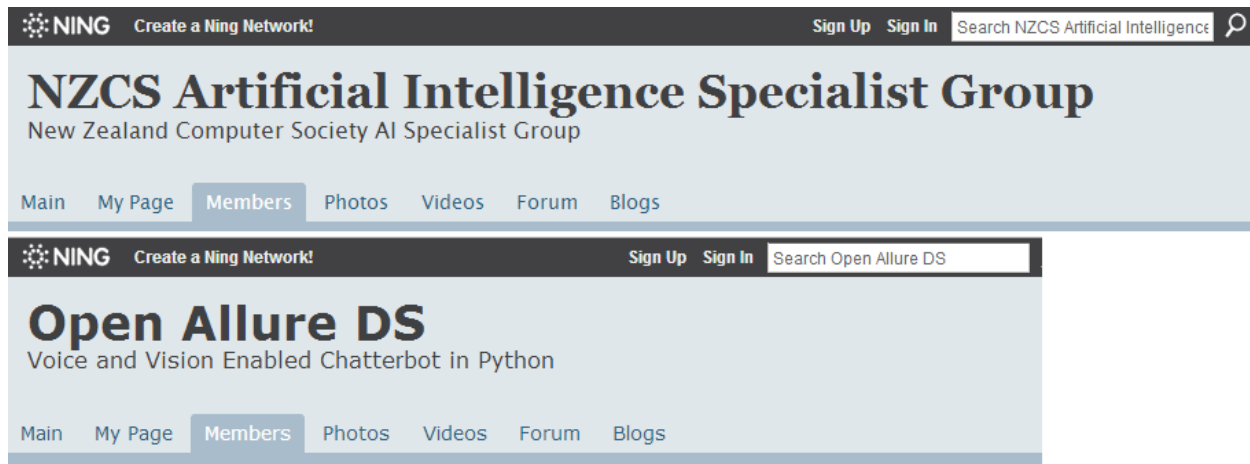 NING Create a Ning Network! Sign Up Sign In Search NZCS Artificial Intelligence
NZCS Artificial Intelligence Specialist Group
New Zealand Computer Society AI Specialist Group
Main My Page Members Photos Videos Forum Blogs
NING Create a Ning Network! Sign Up Sign In Search Open Allure DS
Open Allure DS
Voice and Vision Enabled Chatterbot in Python
Main My Page Members Photos Videos Forum Blogs